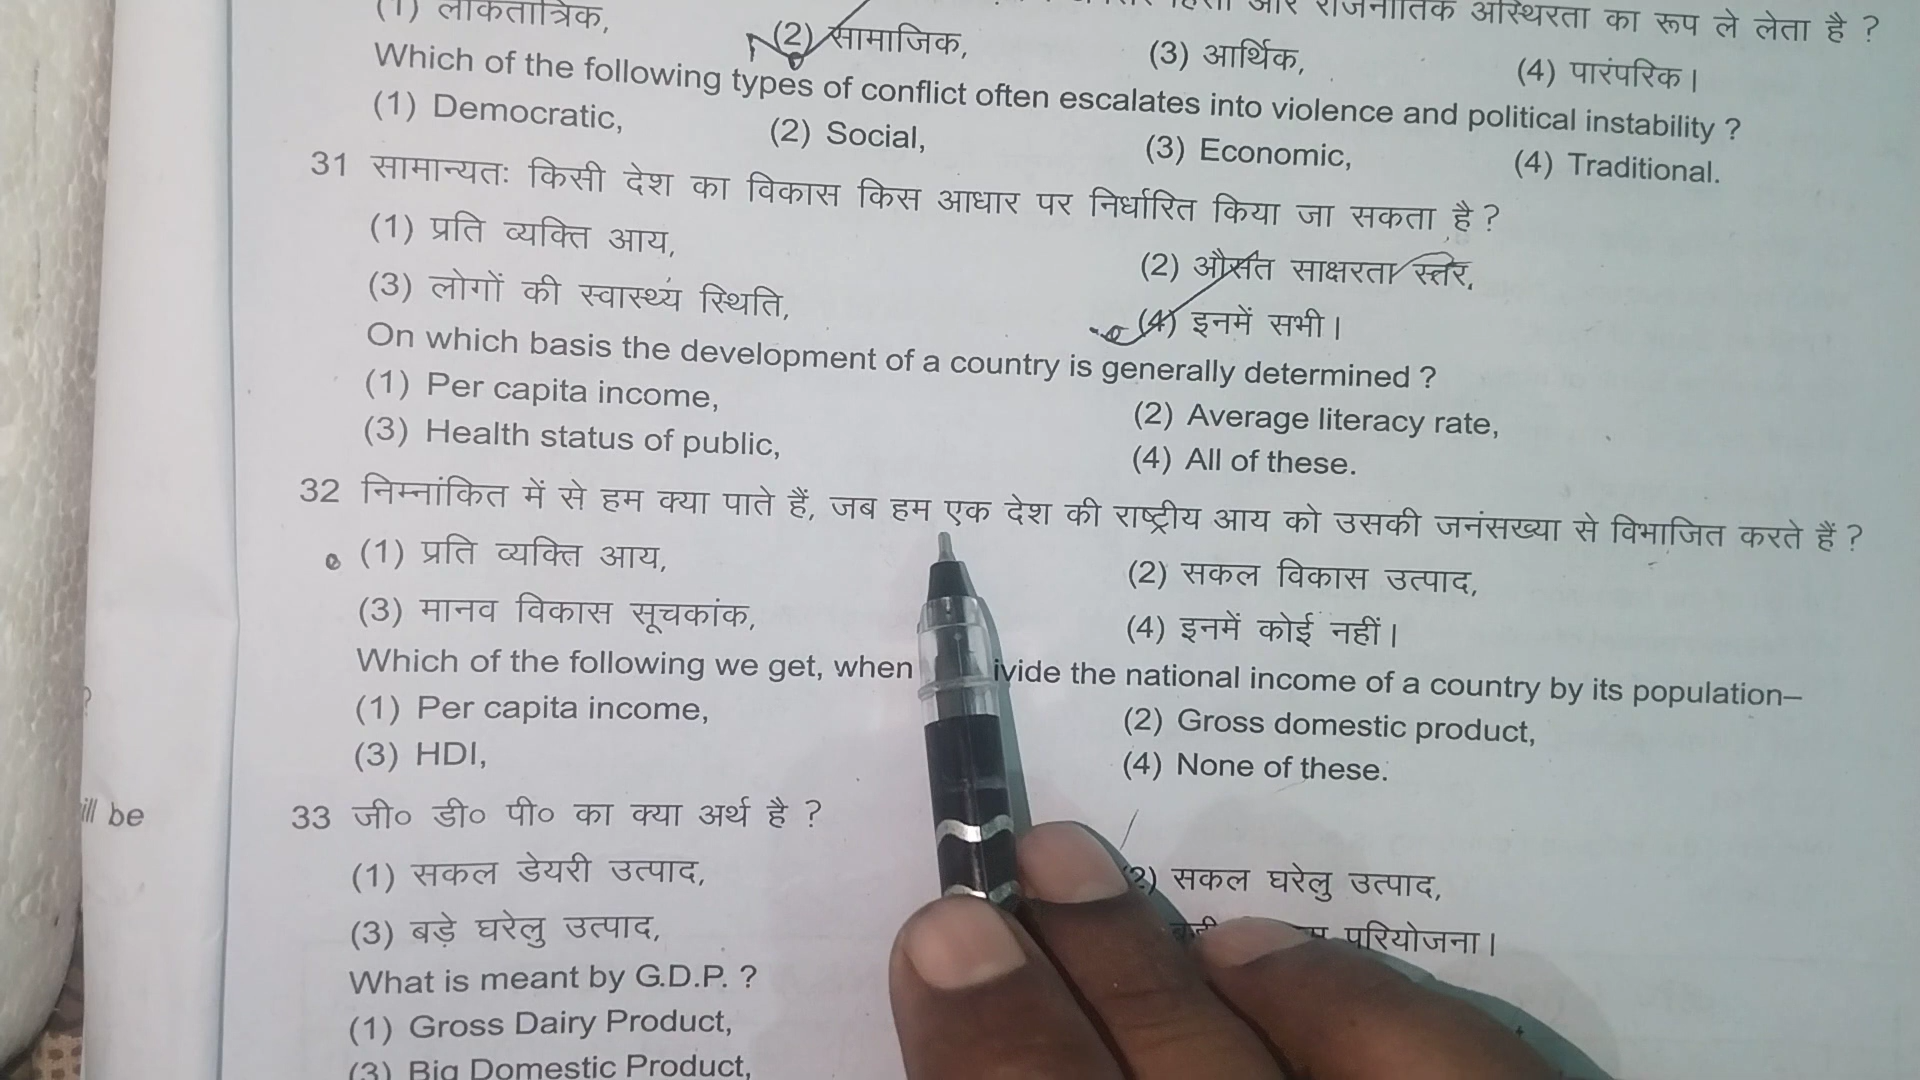 (1) लोकतांत्रिक,
और राजनीतिक अस्थिरता का रूप ले लेता है ?
(2) सामाजिक,
(3) आर्थिक,
(4) पारंपरिक।
Which of the following types of conflict often escalates into violence and political instability ?
(1) Democratic,
(2) Social,
(3) Economic,
(4) Traditional.
31 सामान्यतः किसी देश का विकास किस आधार पर निर्धारित किया जा सकता है ?
(1) प्रति व्यक्ति आय,
(2) औसत साक्षरता स्तर,
(3) लोगों की स्वास्थ्य स्थिति,
(4) इनमें सभी।
On which basis the development of a country is generally determined ?
(1) Per capita income,
(2) Average literacy rate,
(3) Health status of public,
(4) All of these.
32 निम्नांकित में से हम क्या पाते हैं, जब हम एक देश की राष्ट्रीय आय को उसकी जनंसख्या से विभाजित करते हैं ?
(1) प्रति व्यक्ति आय,
(2) सकल विकास उत्पाद,
(3) मानव विकास सूचकांक,
(4) इनमें कोई नहीं।
Which of the following we get, when ivide the national income of a country by its population–
(1) Per capita income,
(2) Gross domestic product,
(3) HDI,
(4) None of these.
ill be
33 जी० डी० पी० का क्या अर्थ है ?
(1) सकल डेयरी उत्पाद,
(2) सकल घरेलु उत्पाद,
(3) बड़े घरेलु उत्पाद,
परियोजना।
What is meant by G.D.P. ?
(1) Gross Dairy Product,
(3) Big Domestic Product,